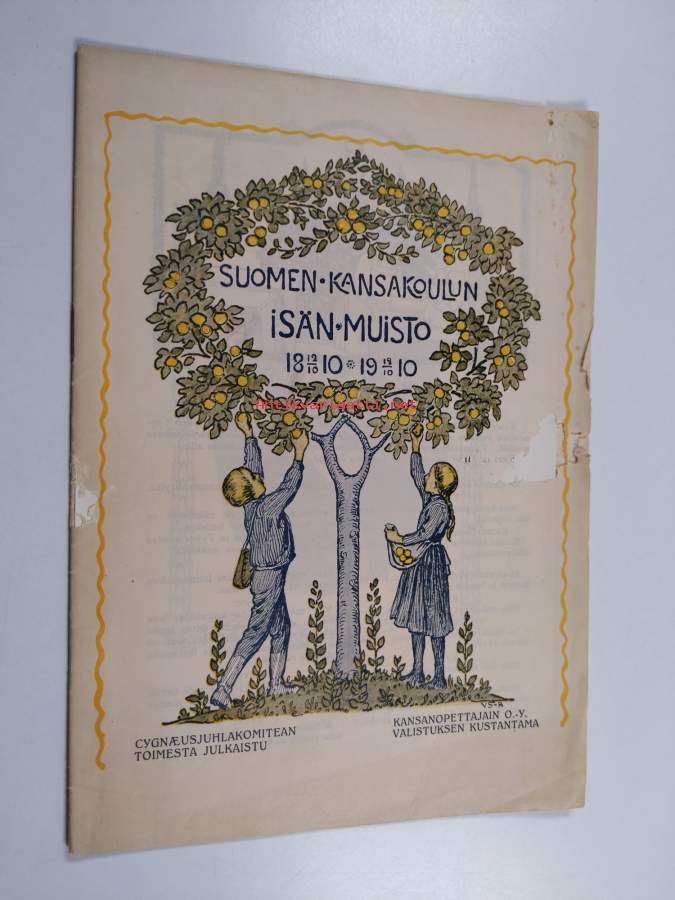 SUOMEN·KANSAKOULUN
iSÄN·MUISTO
18 12/10 10 * 19 12/10 10
Antikvariaatti.net
VS-R
CYGNÆUSJUHLAKOMITEAN
TOIMESTA JULKAISTU
KANSANOPETTAJAIN O.-Y.
VALISTUKSEN KUSTANTAMA